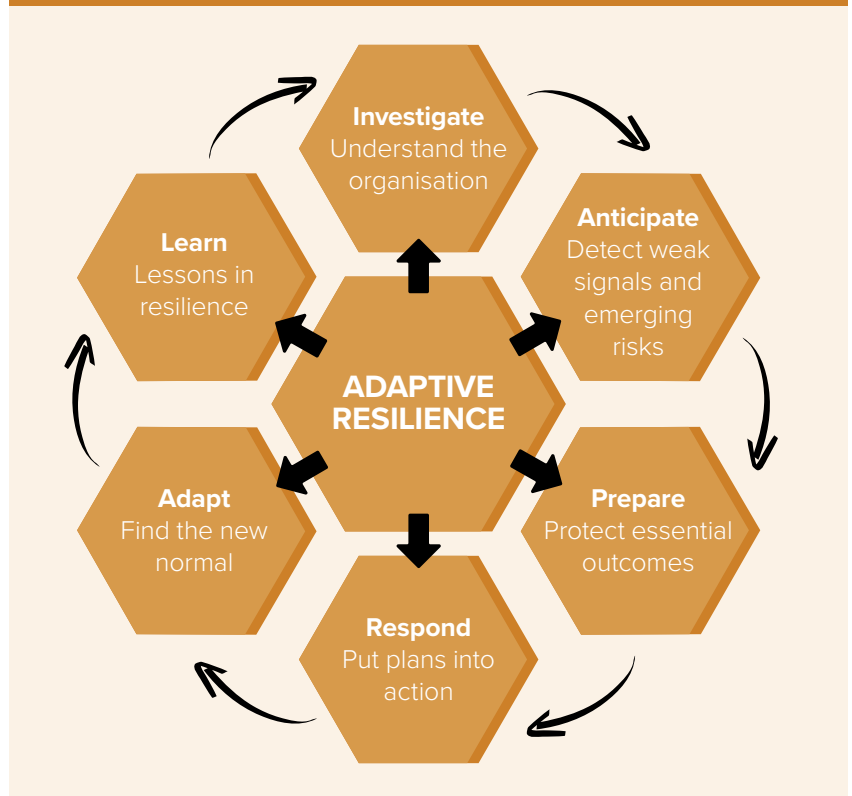 Investigate
Understand the
organisation
Anticipate
Detect weak
signals and
emerging
risks
Prepare
Protect essential
outcomes
Respond
Put plans into
action
Adapt
Find the new
normal
Learn
Lessons in
resilience
ADAPTIVE
RESILIENCE